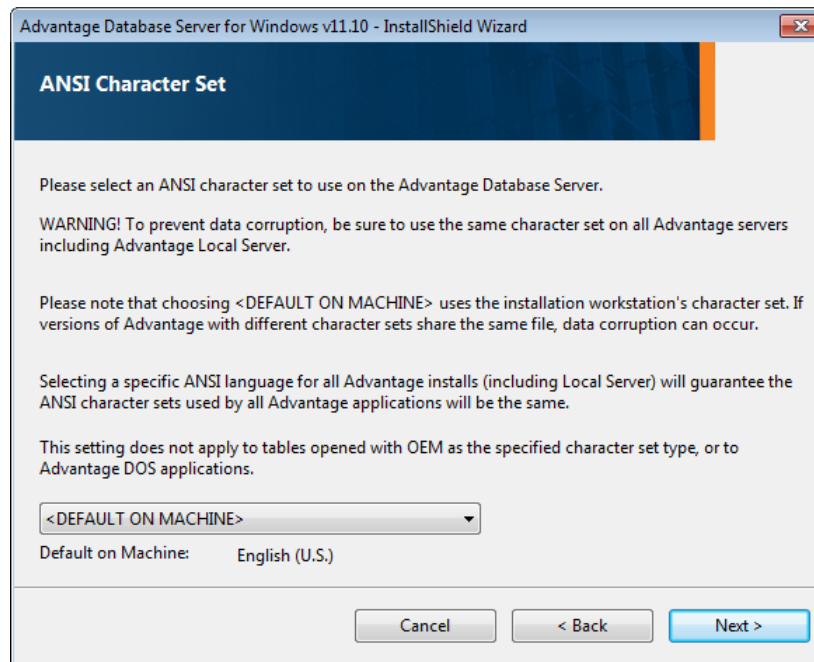 Advantage Database Server for Windows v11.10 - InstallShield Wizard
ANSI Character Set
Please select an ANSI character set to use on the Advantage Database Server.
WARNING! To prevent data corruption, be sure to use the same character set on all Advantage servers
including Advantage Local Server.
Please note that choosing <DEFAULT ON MACHINE> uses the installation workstation's character set. If
versions of Advantage with different character sets share the same file, data corruption can occur.
Selecting a specific ANSI language for all Advantage installs (including Local Server) will guarantee the
ANSI character sets used by all Advantage applications will be the same.
This setting does not apply to tables opened with OEM as the specified character set type, or to
Advantage DOS applications.
<DEFAULT ON MACHINE>
Default on Machine: English (U.S.)
Cancel < Back Next >